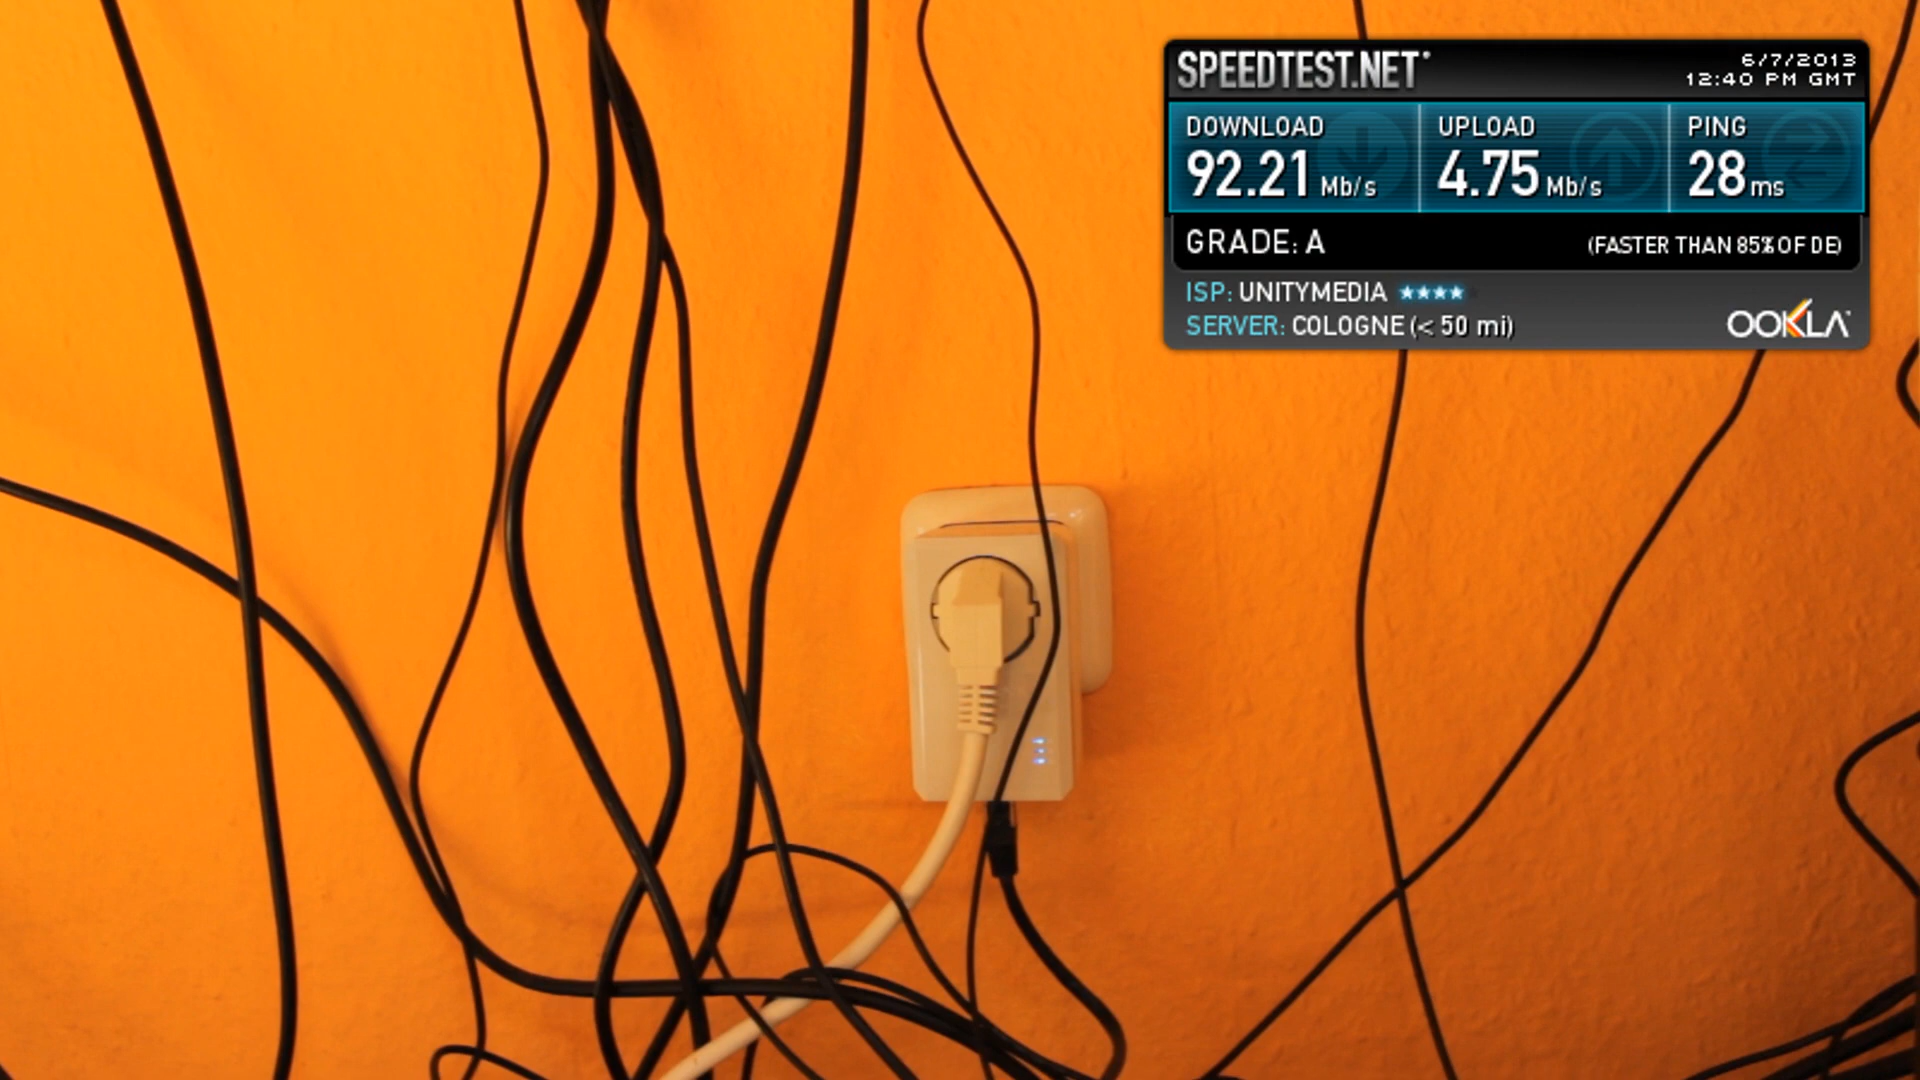 SPEEDTEST.NET
6/7/2013
12:40 PM GMT
DOWNLOAD
92.21 Mb/s
UPLOAD
4.75 Mb/s
PING
28 ms
GRADE: A
(FASTER THAN 85% OF DE)
ISP: UNITYMEDIA
SERVER: COLOGNE (< 50 mi)
OOKLA